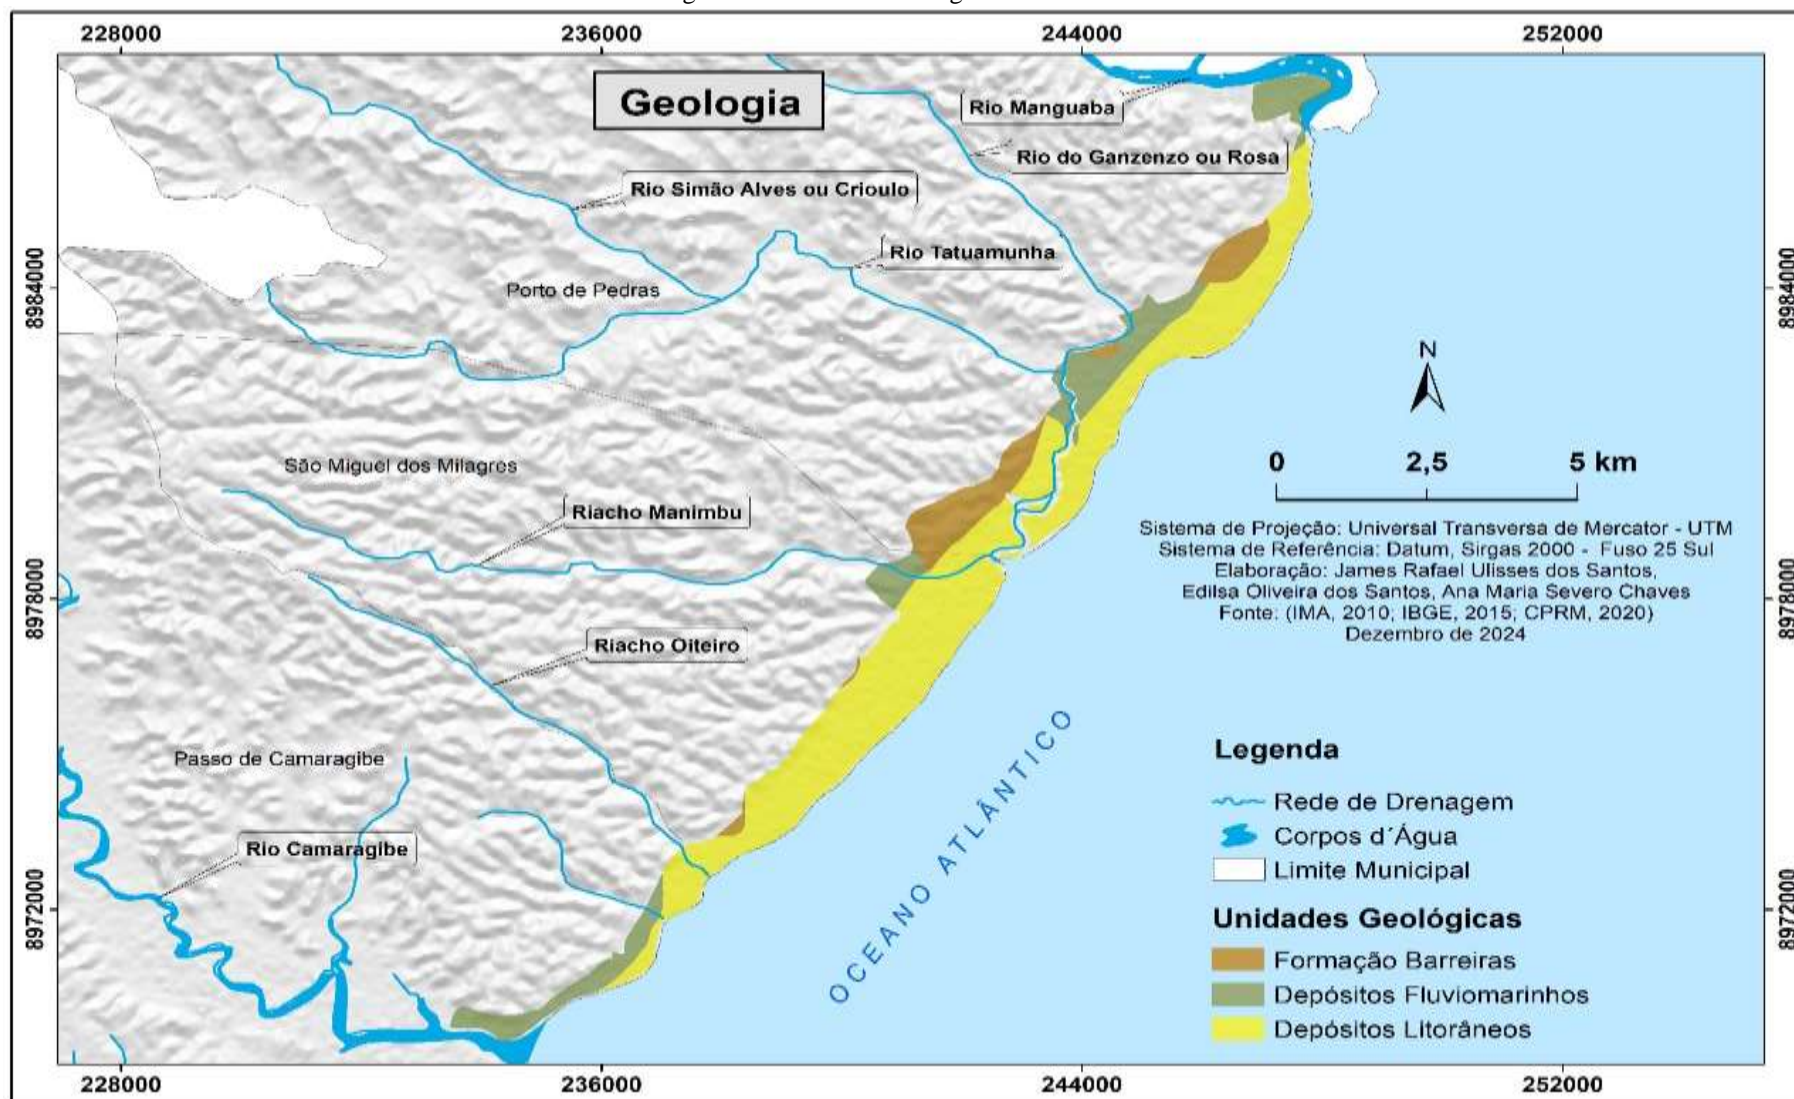 228000 236000 244000 252000
Geologia
Rio Manguaba
Rio do Ganzenzo ou Rosa
Rio Simão Alves ou Crioulo
Rio Tatuamunha
8984000 8984000
Porto de Pedras
N
São Miguel dos Milagres
0 2,5 5 km
Riacho Manimbu
Sistema de Projeção: Universal Transversa de Mercator - UTM
Sistema de Referência: Datum, Sirgas 2000 - Fuso 25 Sul
Elaboração: James Rafael Ulisses dos Santos,
Edilsa Oliveira dos Santos, Ana Maria Severo Chaves
Fonte: (IMA, 2010; IBGE, 2015; CPRM, 2020)
Dezembro de 2024
8978000 8978000
Riacho Oiteiro
Passo de Camaragibe
OCEANO ATLÂNTICO
Rio Camaragibe
Legenda
Rede de Drenagem
Corpos d´Água
Limite Municipal
8972000 8972000
Unidades Geológicas
Formação Barreiras
Depósitos Fluviomarinhos
Depósitos Litorâneos
228000 236000 244000 252000